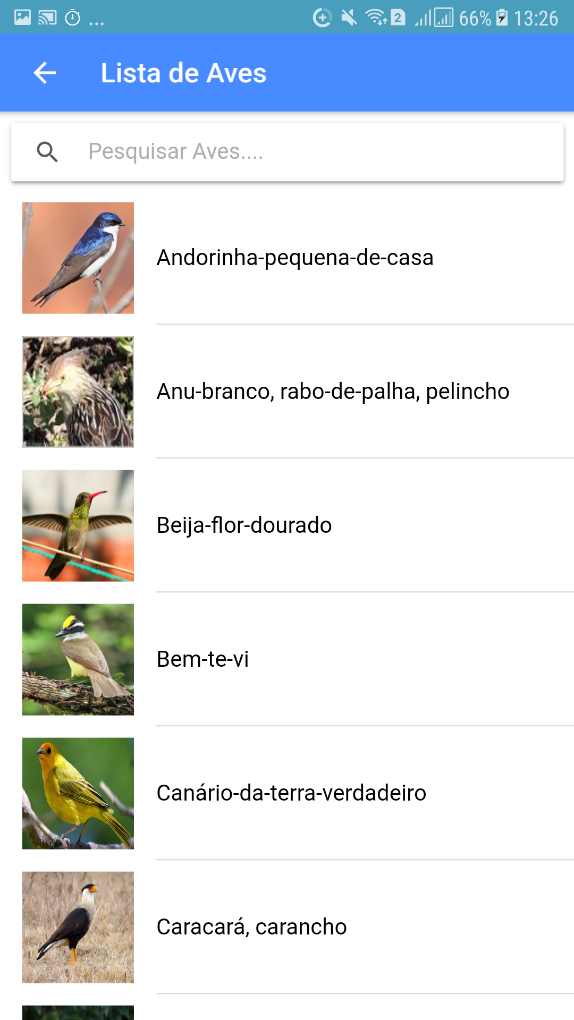 ... 2 66% 13:26
Lista de Aves
Pesquisar Aves....
Andorinha-pequena-de-casa
Anu-branco, rabo-de-palha, pelincho
Beija-flor-dourado
Bem-te-vi
Canário-da-terra-verdadeiro
Caracará, carancho